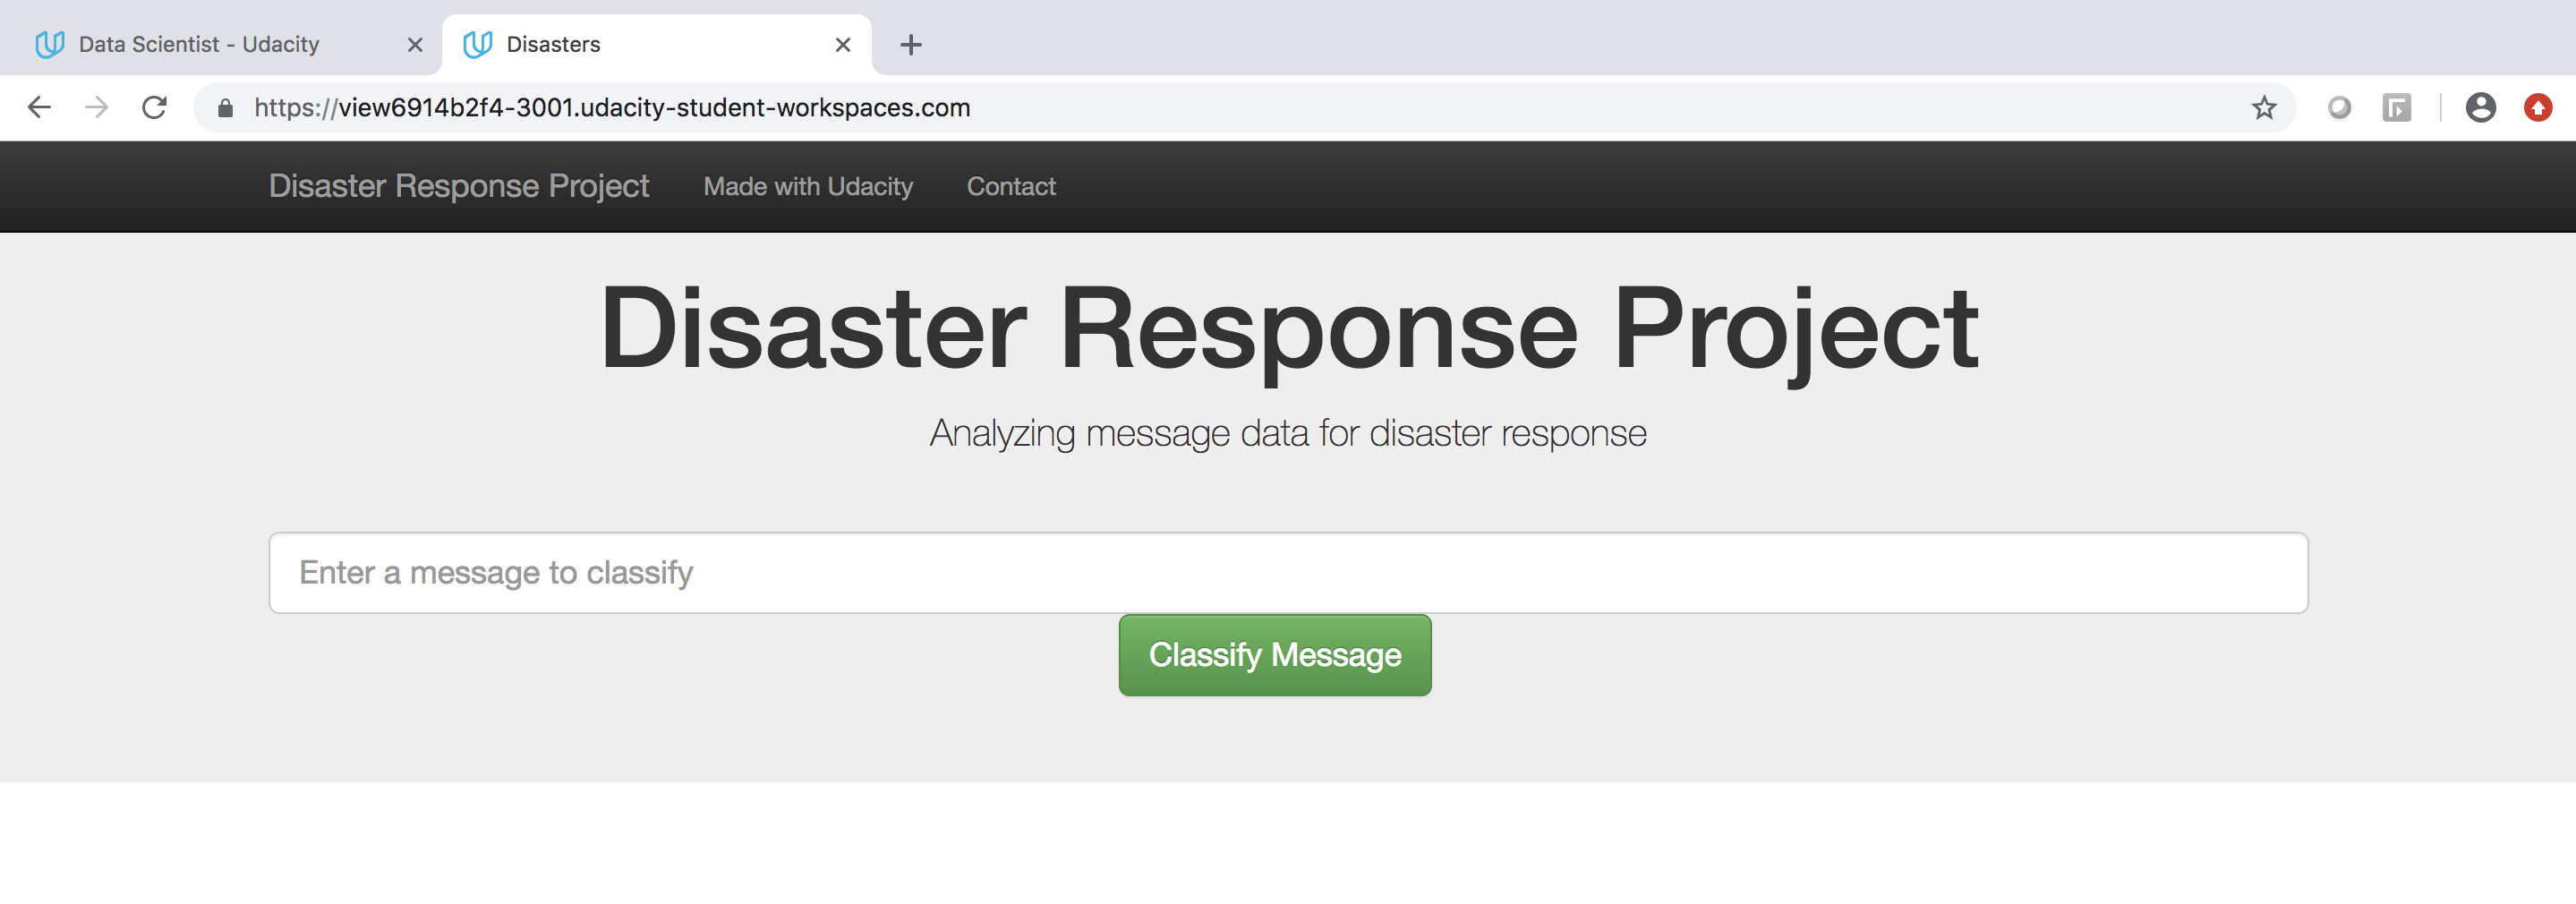 Data Scientist - Udacity
Disasters
https://view6914b2f4-3001.udacity-student-workspaces.com
Disaster Response Project Made with Udacity Contact
Disaster Response Project
Analyzing message data for disaster response
Enter a message to classify
Classify Message